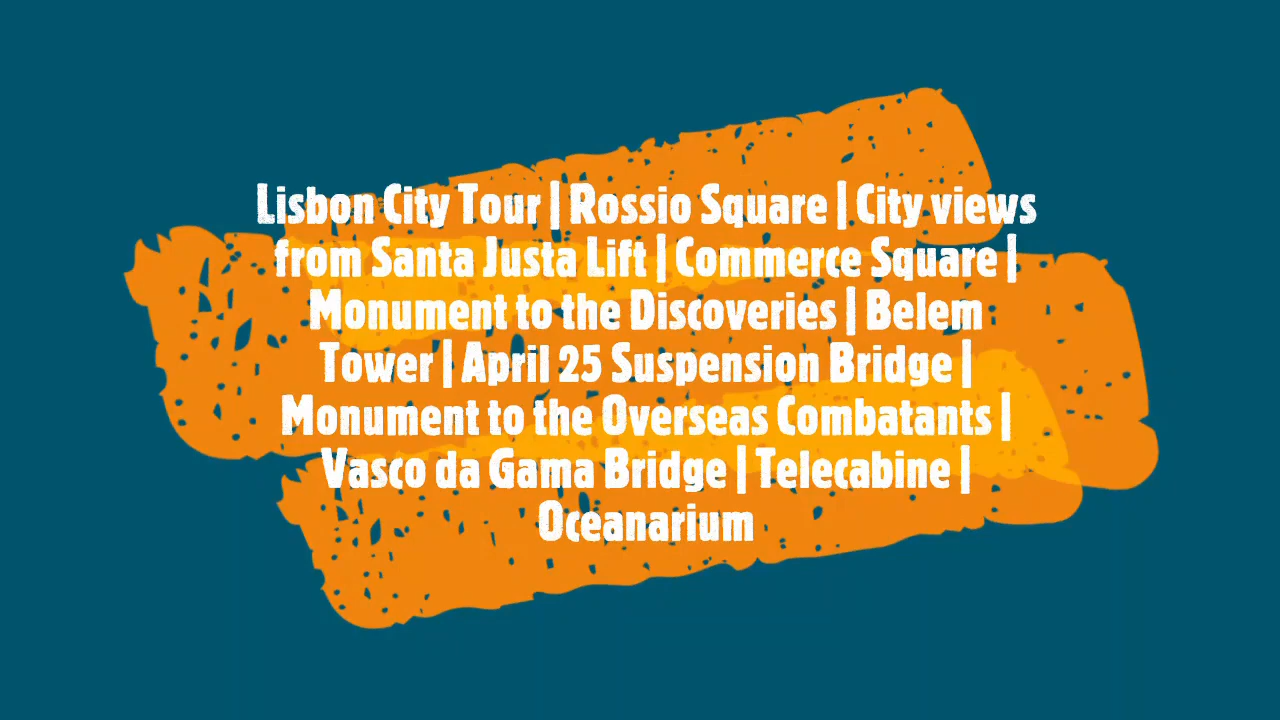 Lisbon City Tour | Rossio Square | City views
from Santa Justa Lift | Commerce Square |
Monument to the Discoveries | Belem
Tower | April 25 Suspension Bridge |
Monument to the Overseas Combatants |
Vasco da Gama Bridge | Telecabine |
Oceanarium